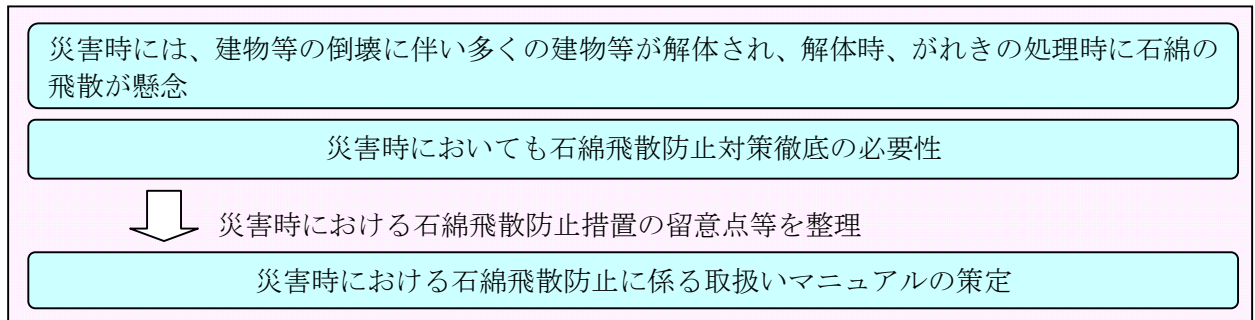 災害時には、建物等の倒壊に伴い多くの建物等が解体され、解体時、がれきの処理時に石綿の
飛散が懸念
災害時においても石綿飛散防止対策徹底の必要性
災害時における石綿飛散防止措置の留意点等を整理
災害時における石綿飛散防止に係る取扱いマニュアルの策定